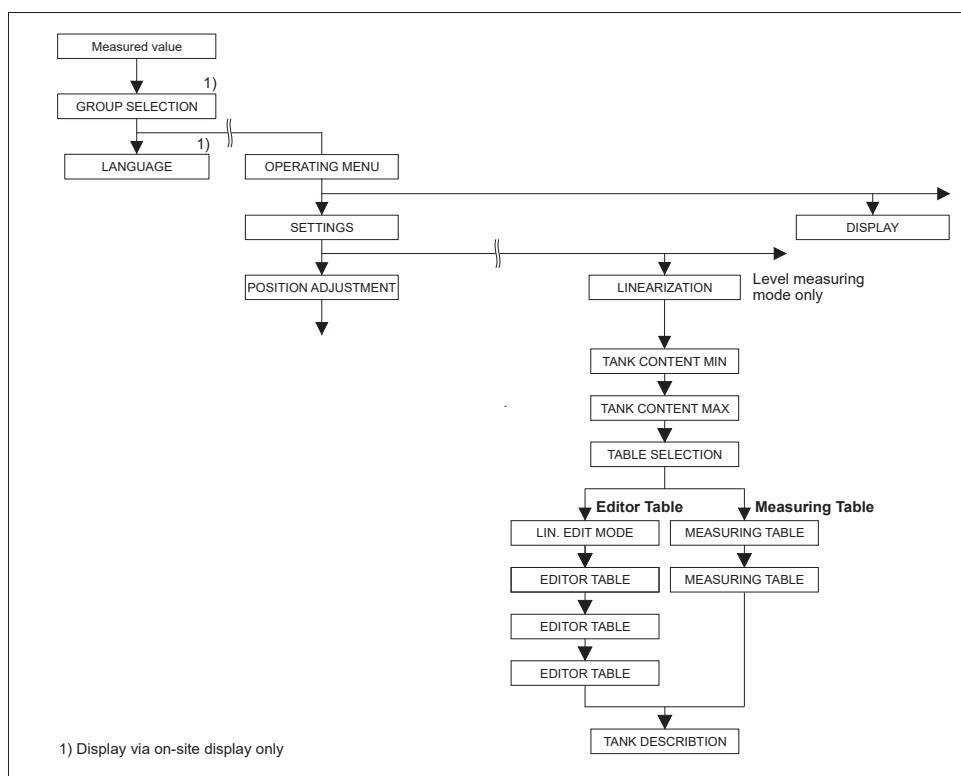 Measured value
1)
GROUP SELECTION
1)
LANGUAGE
OPERATING MENU
SETTINGS
DISPLAY
POSITION ADJUSTMENT
LINEARIZATION
Level measuring
mode only
TANK CONTENT MIN
TANK CONTENT MAX
TABLE SELECTION
Editor Table
Measuring Table
LIN. EDIT MODE
MEASURING TABLE
EDITOR TABLE
MEASURING TABLE
EDITOR TABLE
EDITOR TABLE
TANK DESCRIBTION
1) Display via on-site display only